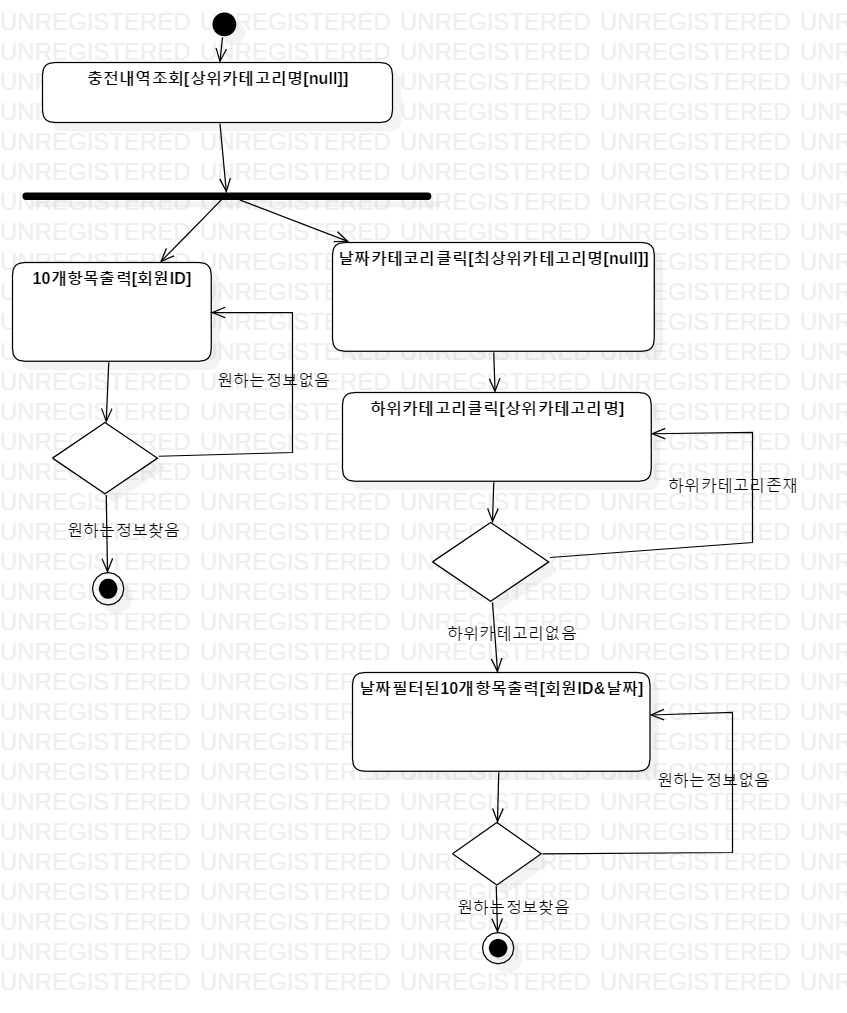 충전내역조회[상위카테고리명[null]]
10개항목출력[회원ID]
날짜카테코리클릭[최상위카테고리명[null]]
원하는정보없음
하위카테고리클릭[상위카테고리명]
하위카테고리존재
원하는정보찾음
하위카테고리없음
날짜필터된10개항목출력[회원ID&날짜]
원하는정보없음
원하는정보찾음
UNREGISTERED